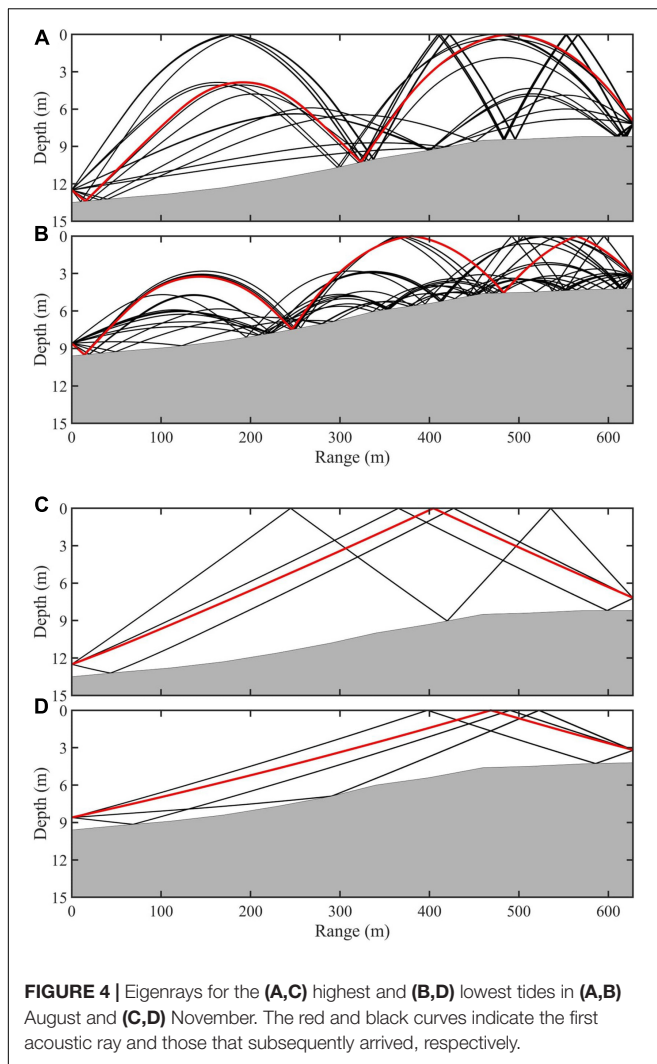 A
0
3
6
9
12
15
Depth (m)
B
0
3
6
9
12
15
Depth (m)
0 100 200 300 400 500 600
Range (m)
C
0
3
6
9
12
15
Depth (m)
D
0
3
6
9
12
15
Depth (m)
0 100 200 300 400 500 600
Range (m)
FIGURE 4 | Eigenrays for the (A,C) highest and (B,D) lowest tides in (A,B)
August and (C,D) November. The red and black curves indicate the first
acoustic ray and those that subsequently arrived, respectively.